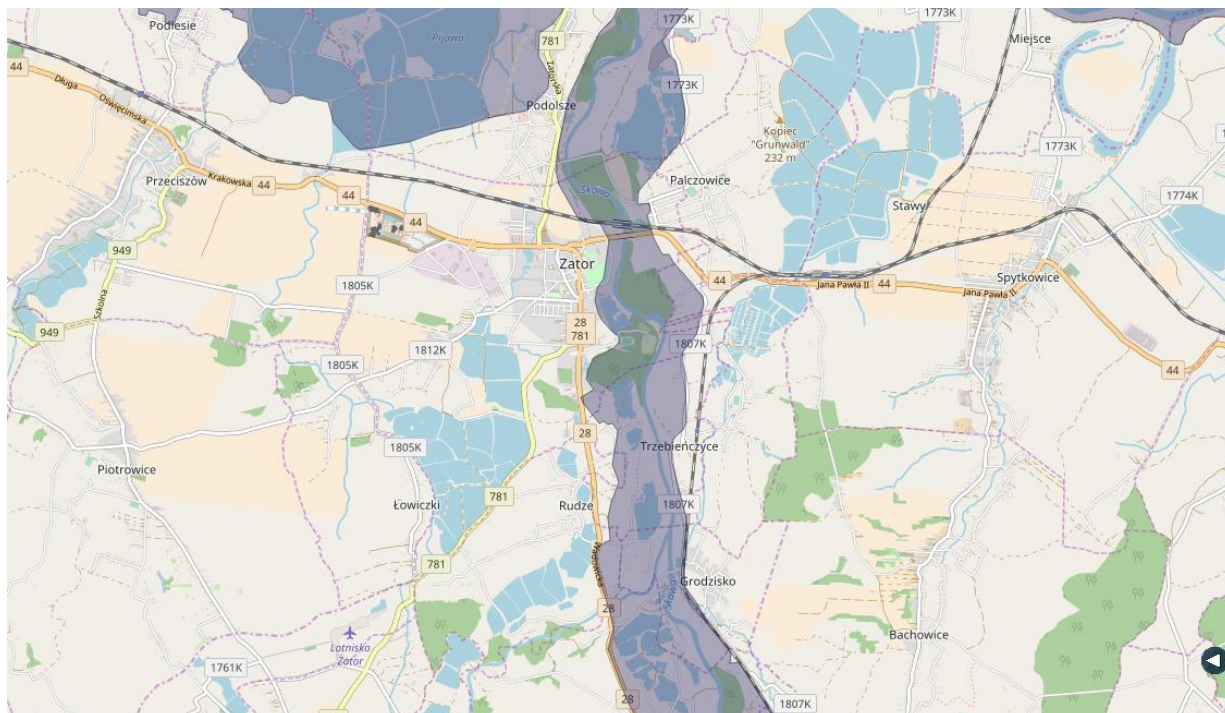 Podlesie
44
Długa
Oświęcimska
Pijawa
781
Zatorska
Podolsze
1773K
1773K
1773K
Miejsce
Kopiec
"Grunwald"
232 m
1773K
Przeciszów
Krakowska
44
44
44
Skawa
Palczowice
Stawy
1774K
949
Szkolna
949
1805K
Zator
44
Jana Pawła II
44
Jana Pawła II
Spytkowice
28
781
1812K
1805K
1807K
44
28
1805K
Trzebieńczyce
Piotrowice
Łowiczki
781
Rudze
1807K
Wadowicka
781
Grodzisko
Skawa
28
Lotnisko
Zator
Bachowice
1761K
28
1807K